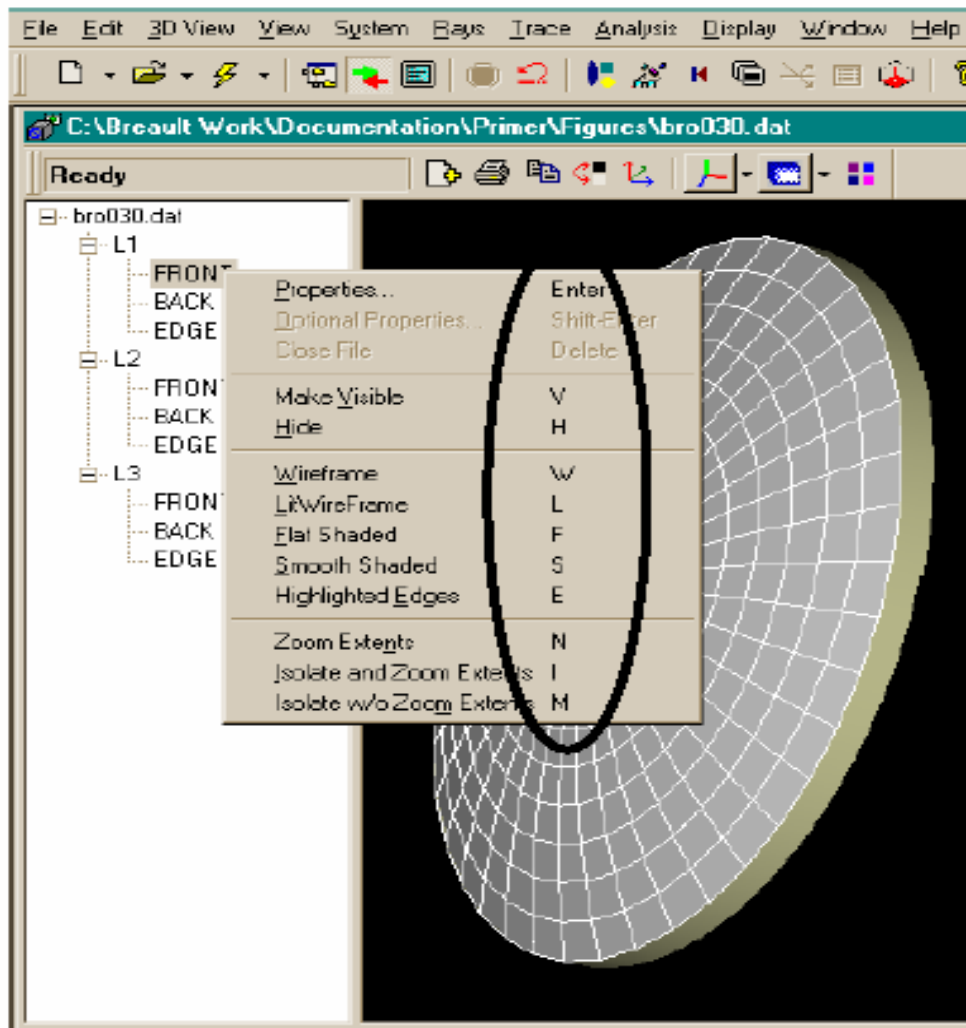 File Edit 3D View View System Rays Trace Analysis Display Window Help
C:\Breault Work\Documentation\Primer\Figures\bro030.dat
Ready
bro030.dat
L1
FRONT
BACK
EDGE
L2
FRONT
BACK
EDGE
L3
FRONT
BACK
EDGE
Properties... Enter
Optional Properties... Shift-Enter
Close File Delete
Make Visible V
Hide H
Wireframe W
LitWireFrame L
Flat Shaded F
Smooth Shaded S
Highlighted Edges E
Zoom Extents N
Isolate and Zoom Extents I
Isolate w/o Zoom Extents M